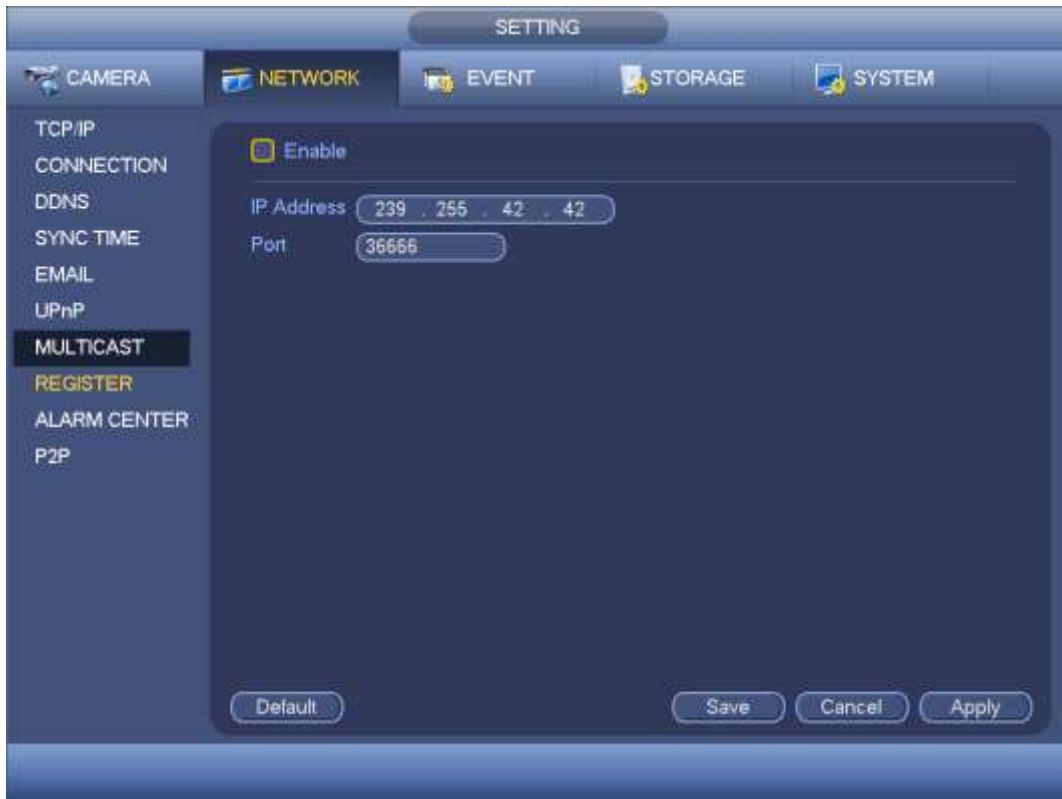 SETTING
CAMERA NETWORK EVENT STORAGE SYSTEM
TCP/IP
CONNECTION
DDNS
SYNC TIME
EMAIL
UPnP
MULTICAST
REGISTER
ALARM CENTER
P2P
Enable
IP Address 239 . 255 . 42 . 42
Port 36666
Default Save Cancel Apply